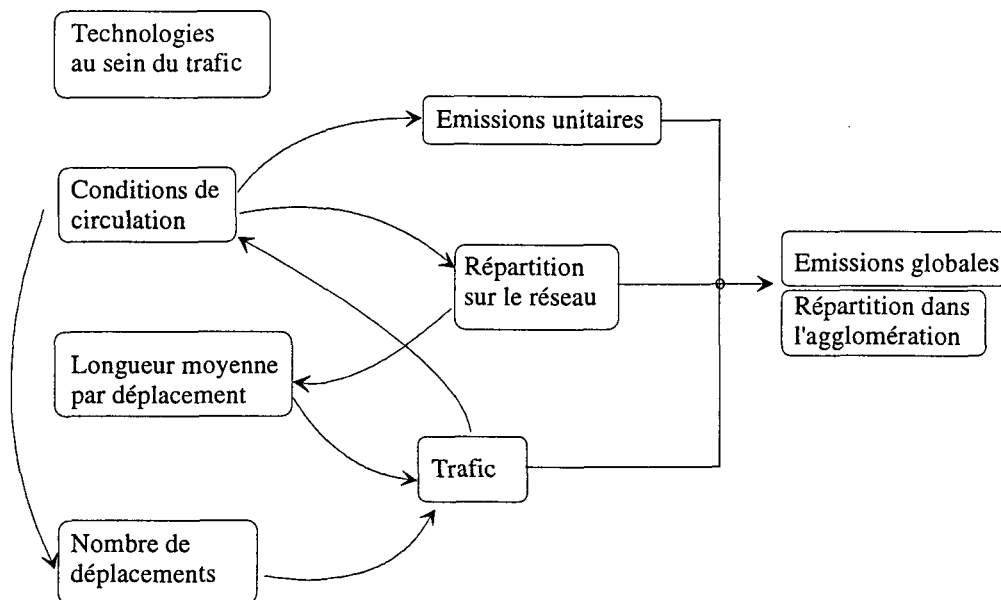 Technologies
au sein du trafic
Emissions unitaires
Conditions de
circulation
Répartition
sur le réseau
Emissions globales
Répartition dans
l'agglomération
Longueur moyenne
par déplacement
Trafic
Nombre de
déplacements